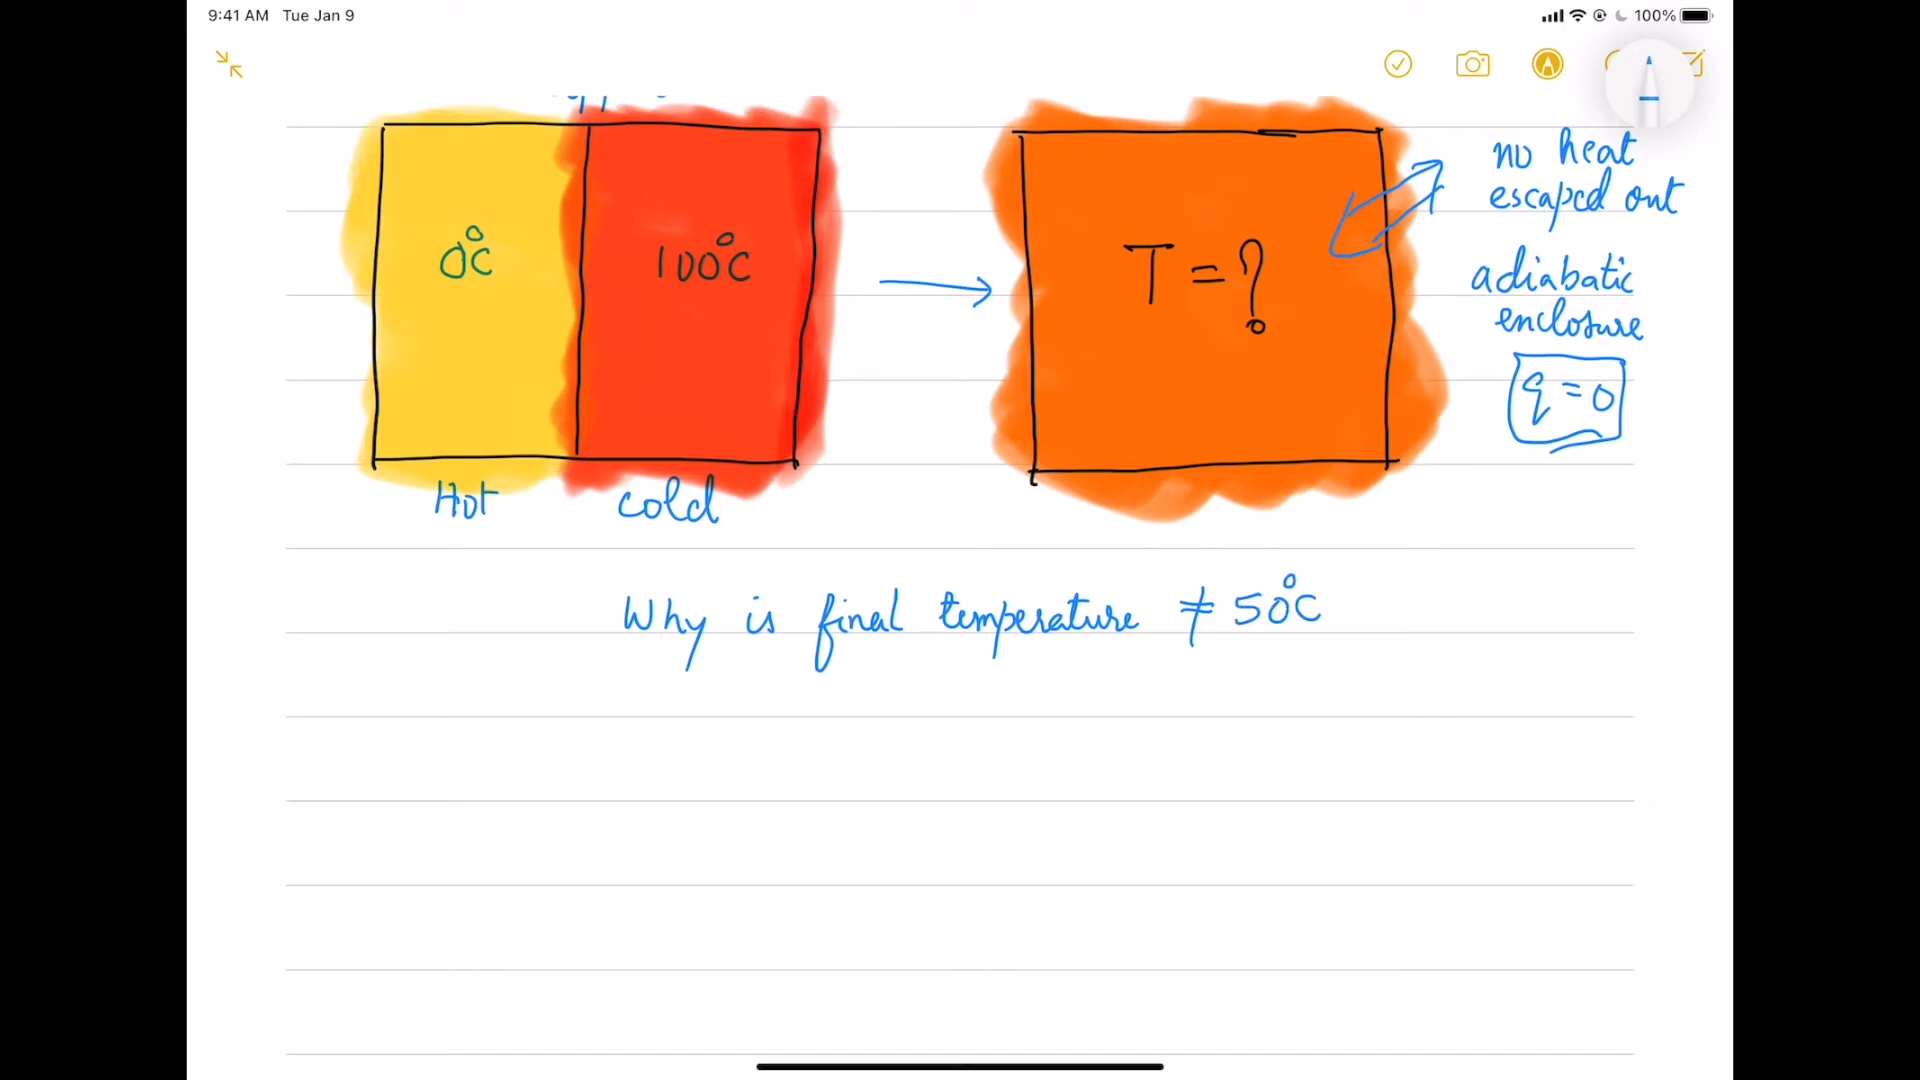 9:41 AM Tue Jan 9
100%
0°C
100°C
T = ?
no heat
escaped out
adiabatic
enclosure
q = 0
Hot
cold
Why is final temperature ≠ 50°C